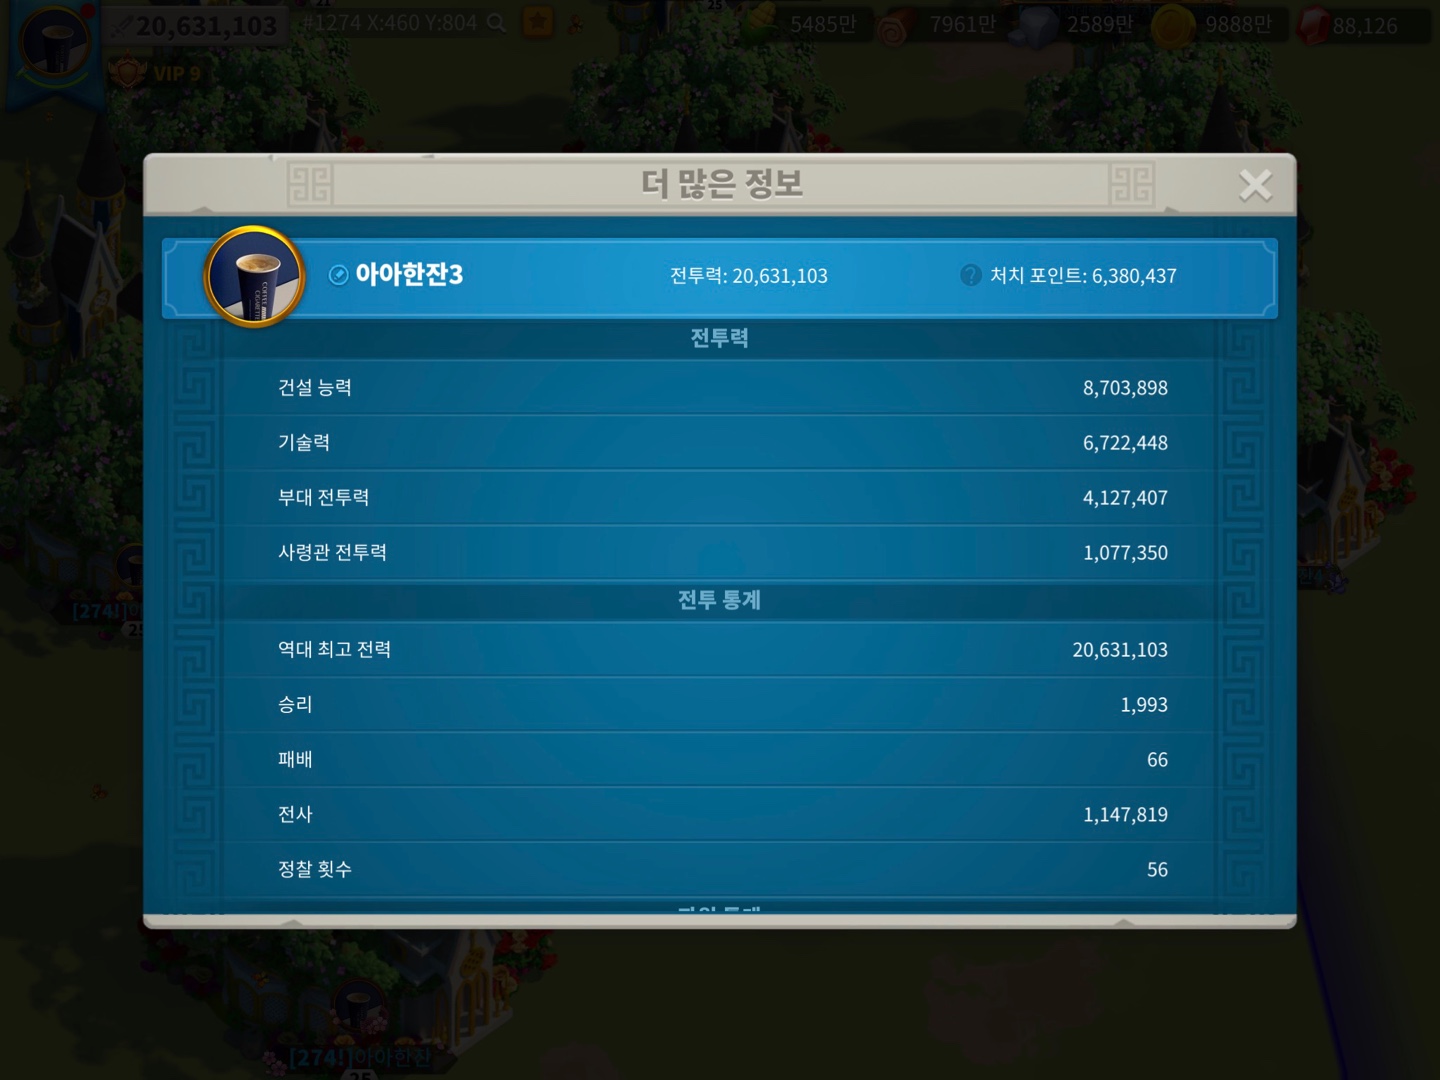 20,631,103 #1274 X:460 Y:804 5485만 7961만 2589만 9888만 88,126
VIP 9
더 많은 정보
아아한잔3 전투력: 20,631,103 처치 포인트: 6,380,437
전투력
건설 능력 8,703,898
기술력 6,722,448
부대 전투력 4,127,407
사령관 전투력 1,077,350
전투 통계
역대 최고 전력 20,631,103
승리 1,993
패배 66
전사 1,147,819
정찰 횟수 56
[274!]아아한잔
25